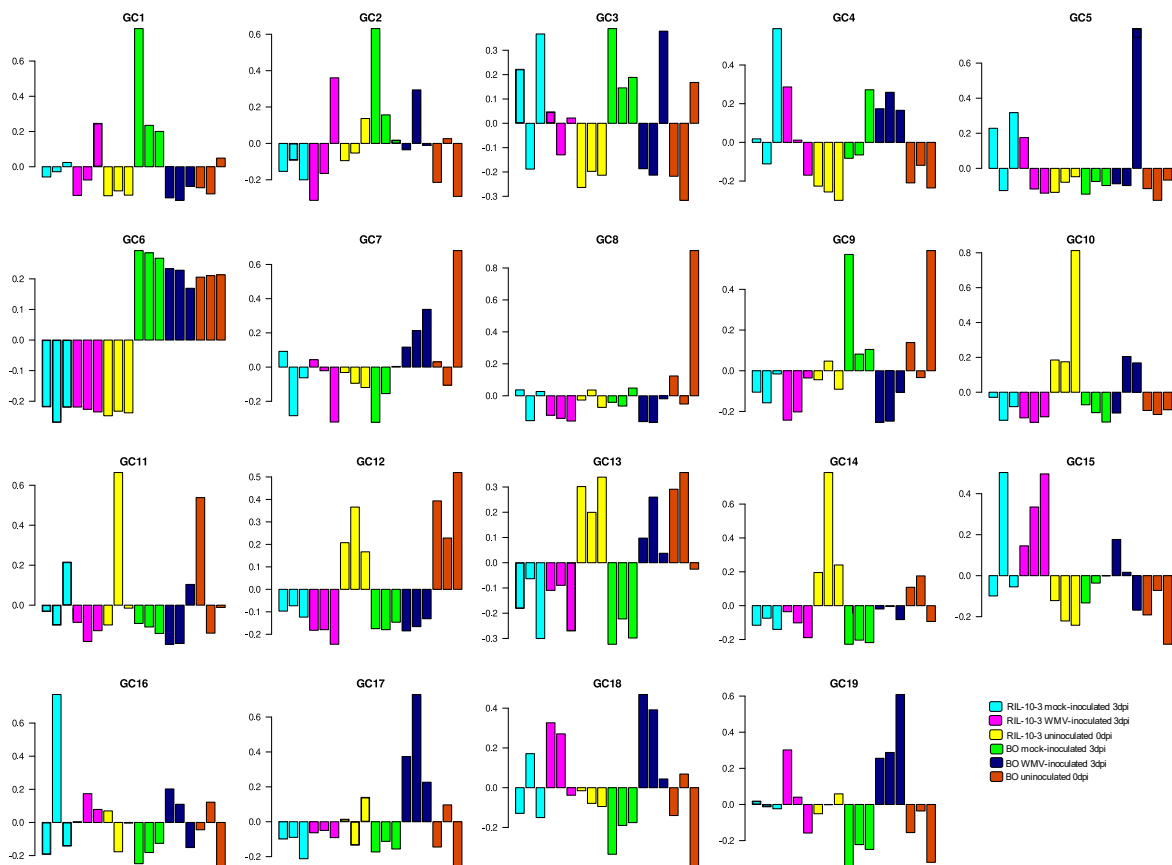 GC1 GC2 GC3 GC4 GC5
0.6 0.4 0.2 0.0
0.6 0.4 0.2 0.0 -0.2
0.3 0.2 0.1 0.0 -0.1 -0.2 -0.3
0.4 0.2 0.0 -0.2
0.6 0.4 0.2 0.0
GC6 GC7 GC8 GC9 GC10
0.2 0.1 0.0 -0.1 -0.2
0.6 0.4 0.2 0.0 -0.2
0.8 0.6 0.4 0.2 0.0
0.4 0.2 0.0 -0.2
0.8 0.6 0.4 0.2 0.0
GC11 GC12 GC13 GC14 GC15
0.6 0.4 0.2 0.0
0.5 0.4 0.3 0.2 0.1 0.0 -0.1 -0.2
0.3 0.2 0.1 0.0 -0.1 -0.2 -0.3
0.6 0.4 0.2 0.0 -0.2
0.4 0.2 0.0 -0.2
GC16 GC17 GC18 GC19
0.6 0.4 0.2 0.0 -0.2
0.6 0.4 0.2 0.0
0.4 0.2 0.0 -0.2
0.6 0.4 0.2 0.0 -0.2
RIL-10-3 mock-inoculated 3dpi
RIL-10-3 WMV-inoculated 3dpi
RIL-10-3 uninoculated 0dpi
BO mock-inoculated 3dpi
BO WMV-inoculated 3dpi
BO uninoculated 0dpi